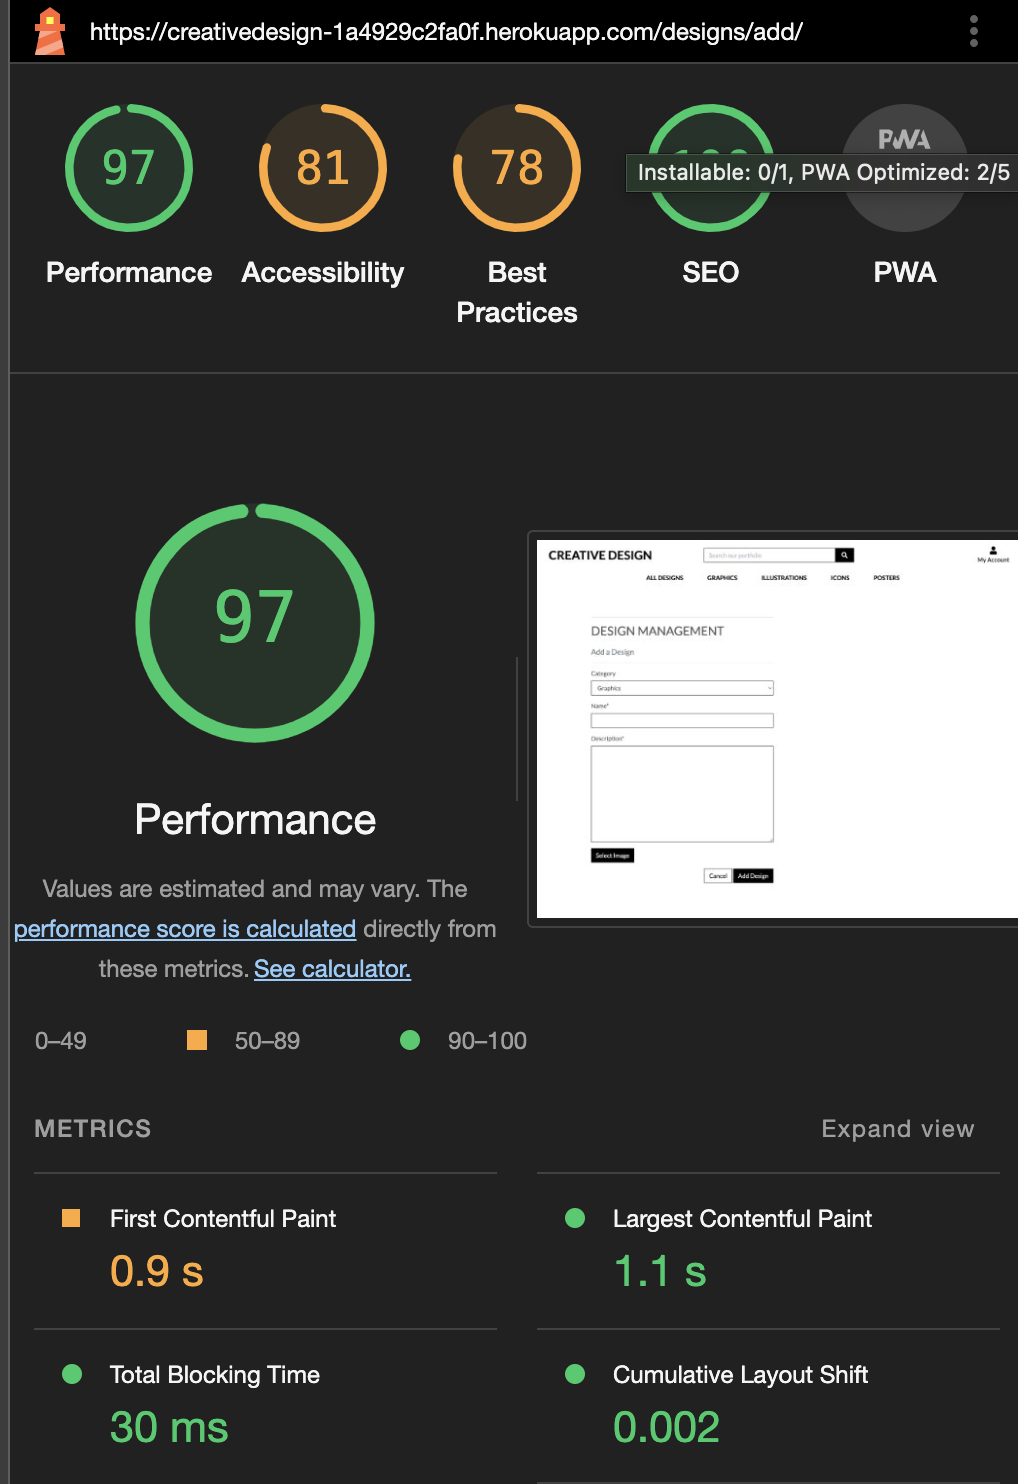 https://creativedesign-1a4929c2fa0f.herokuapp.com/designs/add/
97
81
78
PWA
Installable: 0/1, PWA Optimized: 2/5
Performance
Accessibility
Best
Practices
SEO
PWA
97
CREATIVE DESIGN
Search our portfolio
My Account
ALL DESIGNS GRAPHICS ILLUSTRATIONS ICONS POSTERS
DESIGN MANAGEMENT
Add a Design
Category
Graphics
Name*
Description*
Select Image
Cancel Add Design
Performance
Values are estimated and may vary. The
performance score is calculated directly from
these metrics. See calculator.
0–49 50–89 90–100
METRICS
Expand view
First Contentful Paint
0.9 s
Largest Contentful Paint
1.1 s
Total Blocking Time
30 ms
Cumulative Layout Shift
0.002